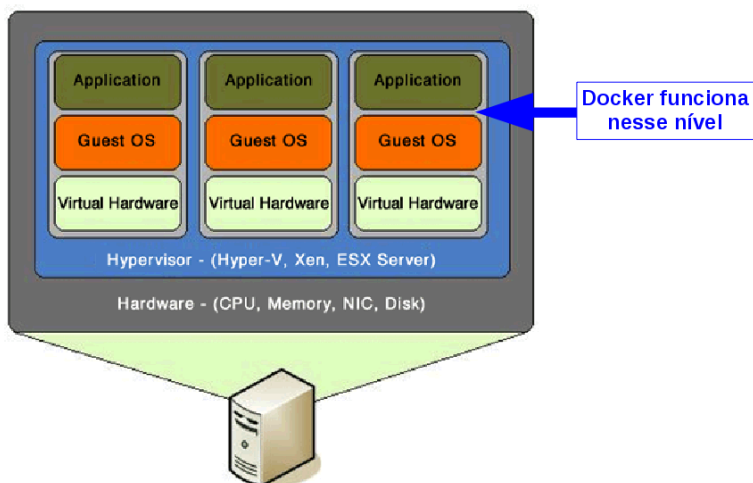 Application
Application
Application
Docker funciona
nesse nível
Guest OS
Guest OS
Guest OS
Virtual Hardware
Virtual Hardware
Virtual Hardware
Hypervisor - (Hyper-V, Xen, ESX Server)
Hardware - (CPU, Memory, NIC, Disk)